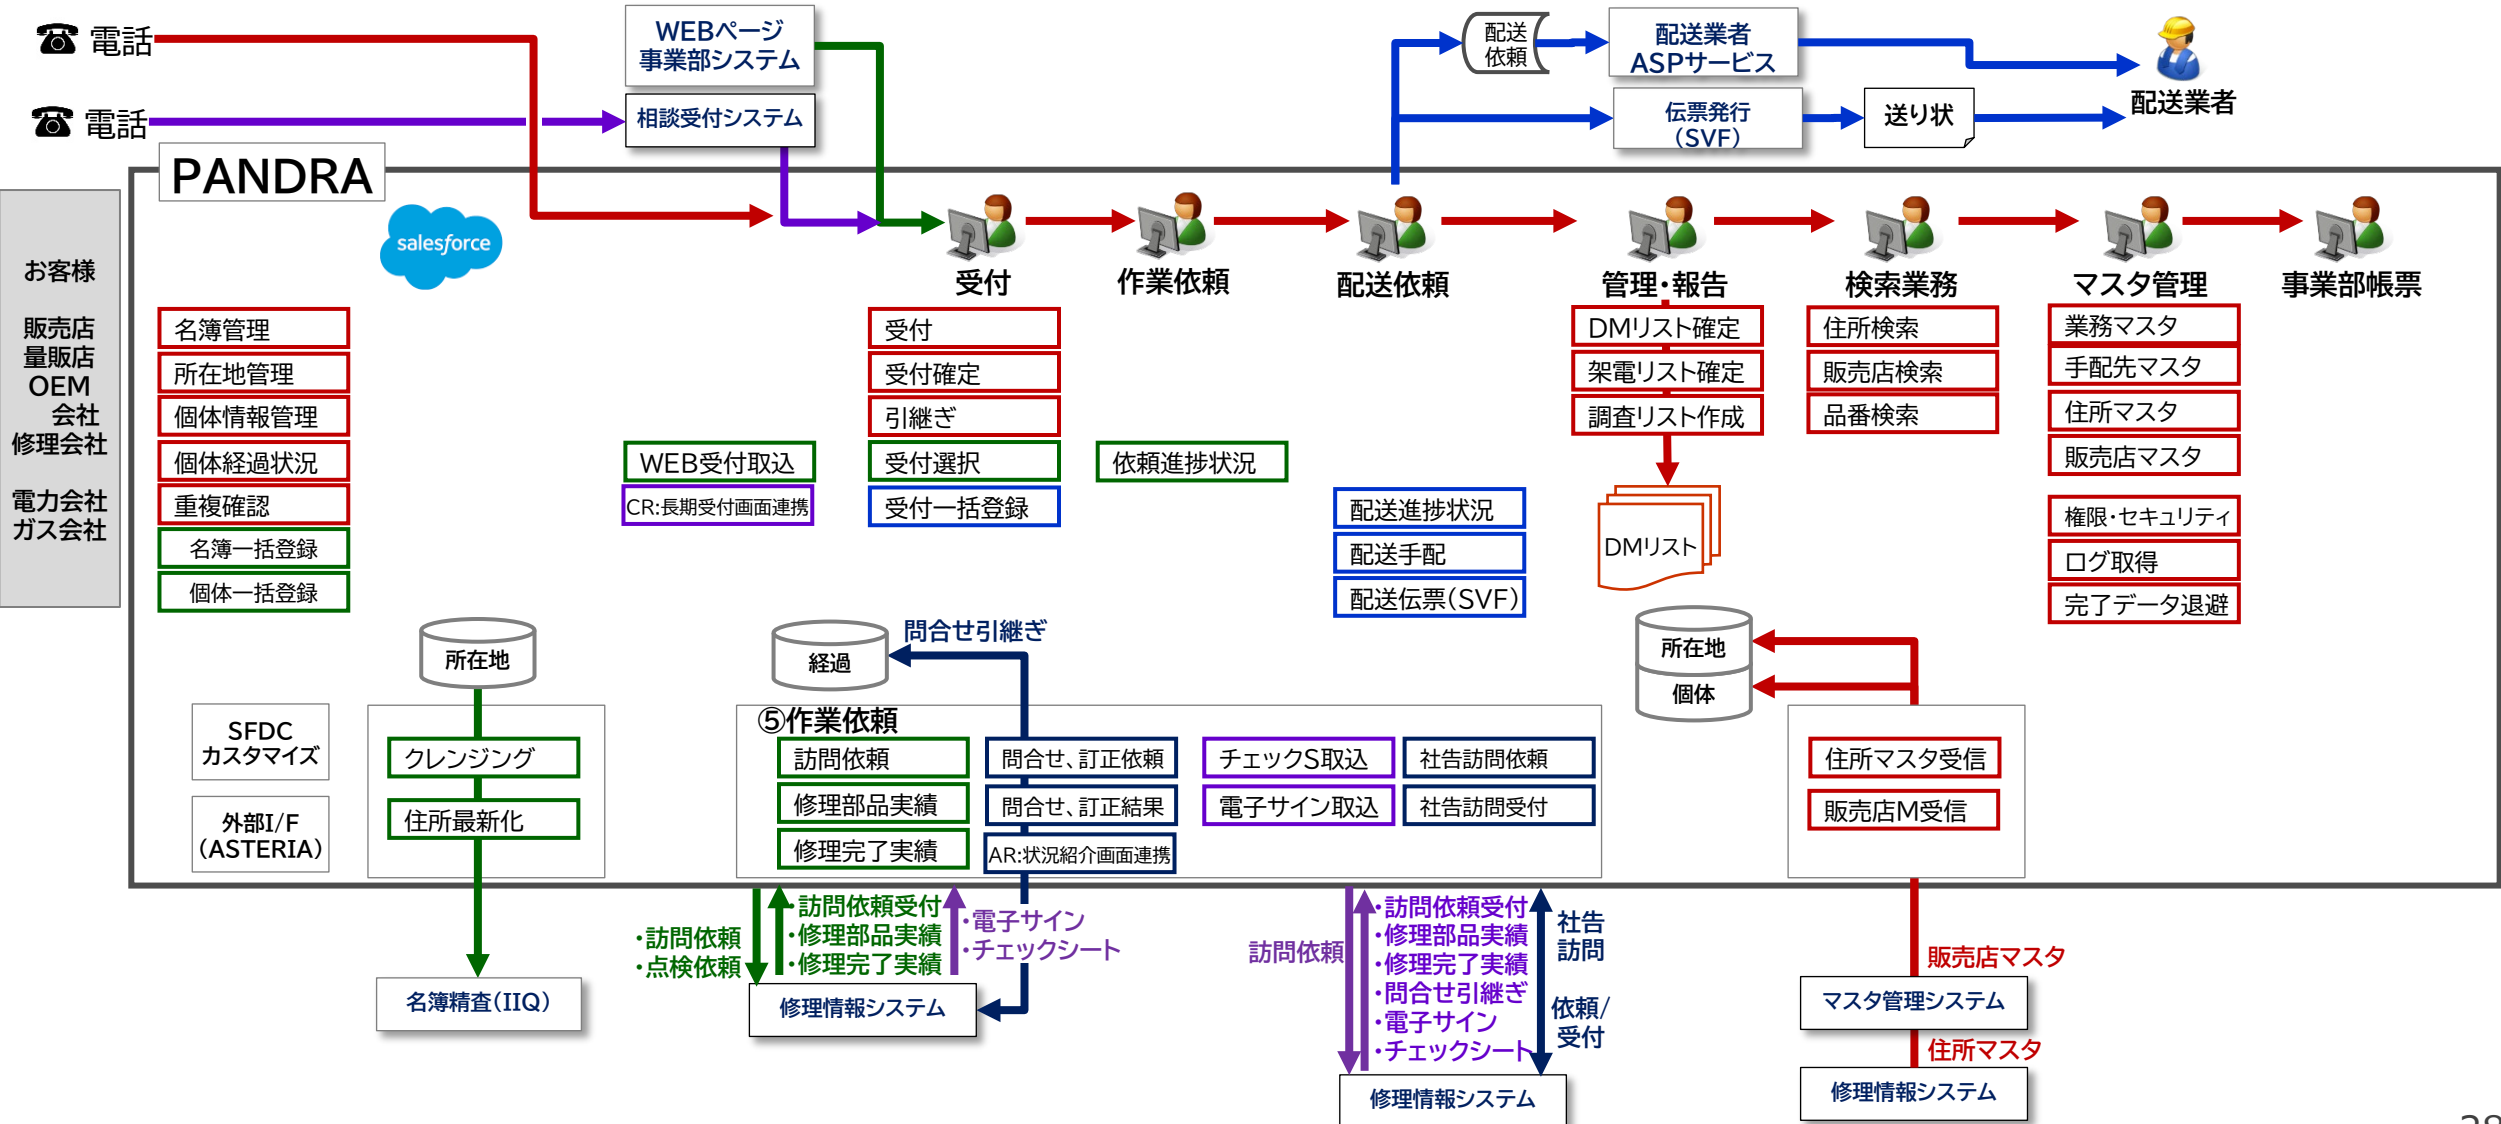 電話
WEBページ
事業部システム
配送
依頼
配送業者
ASPサービス
配送業者
電話
相談受付システム
伝票発行
(SVF)
送り状
PANDRA
salesforce
お客様
販売店
量販店
OEM
会社
修理会社
電力会社
ガス会社
受付
作業依頼
配送依頼
管理・報告
検索業務
マスタ管理
事業部帳票
名簿管理
所在地管理
個体情報管理
個体経過状況
重複確認
名簿一括登録
個体一括登録
WEB受付取込
CR:長期受付画面連携
受付
受付確定
引継ぎ
受付選択
受付一括登録
依頼進捗状況
配送進捗状況
配送手配
配送伝票(SVF)
DMリスト確定
架電リスト確定
調査リスト作成
DMリスト
住所検索
販売店検索
品番検索
業務マスタ
手配先マスタ
住所マスタ
販売店マスタ
権限・セキュリティ
ログ取得
完了データ退避
所在地
経過
問合せ引継ぎ
所在地
個体
SFDC
カスタマイズ
外部I/F
(ASTERIA)
クレンジング
住所最新化
⑤作業依頼
訪問依頼
修理部品実績
修理完了実績
問合せ、訂正依頼
問合せ、訂正結果
AR:状況紹介画面連携
チェックS取込
電子サイン取込
社告訪問依頼
社告訪問受付
住所マスタ受信
販売店M受信
・訪問依頼
・点検依頼
・訪問依頼受付
・修理部品実績
・修理完了実績
・電子サイン
・チェックシート
訪問依頼
・訪問依頼受付
・修理部品実績
・修理完了実績
・問合せ引継ぎ
・電子サイン
・チェックシート
社告
訪問
依頼/
受付
販売店マスタ
名簿精査(IIQ)
修理情報システム
マスタ管理システム
住所マスタ
修理情報システム
修理情報システム